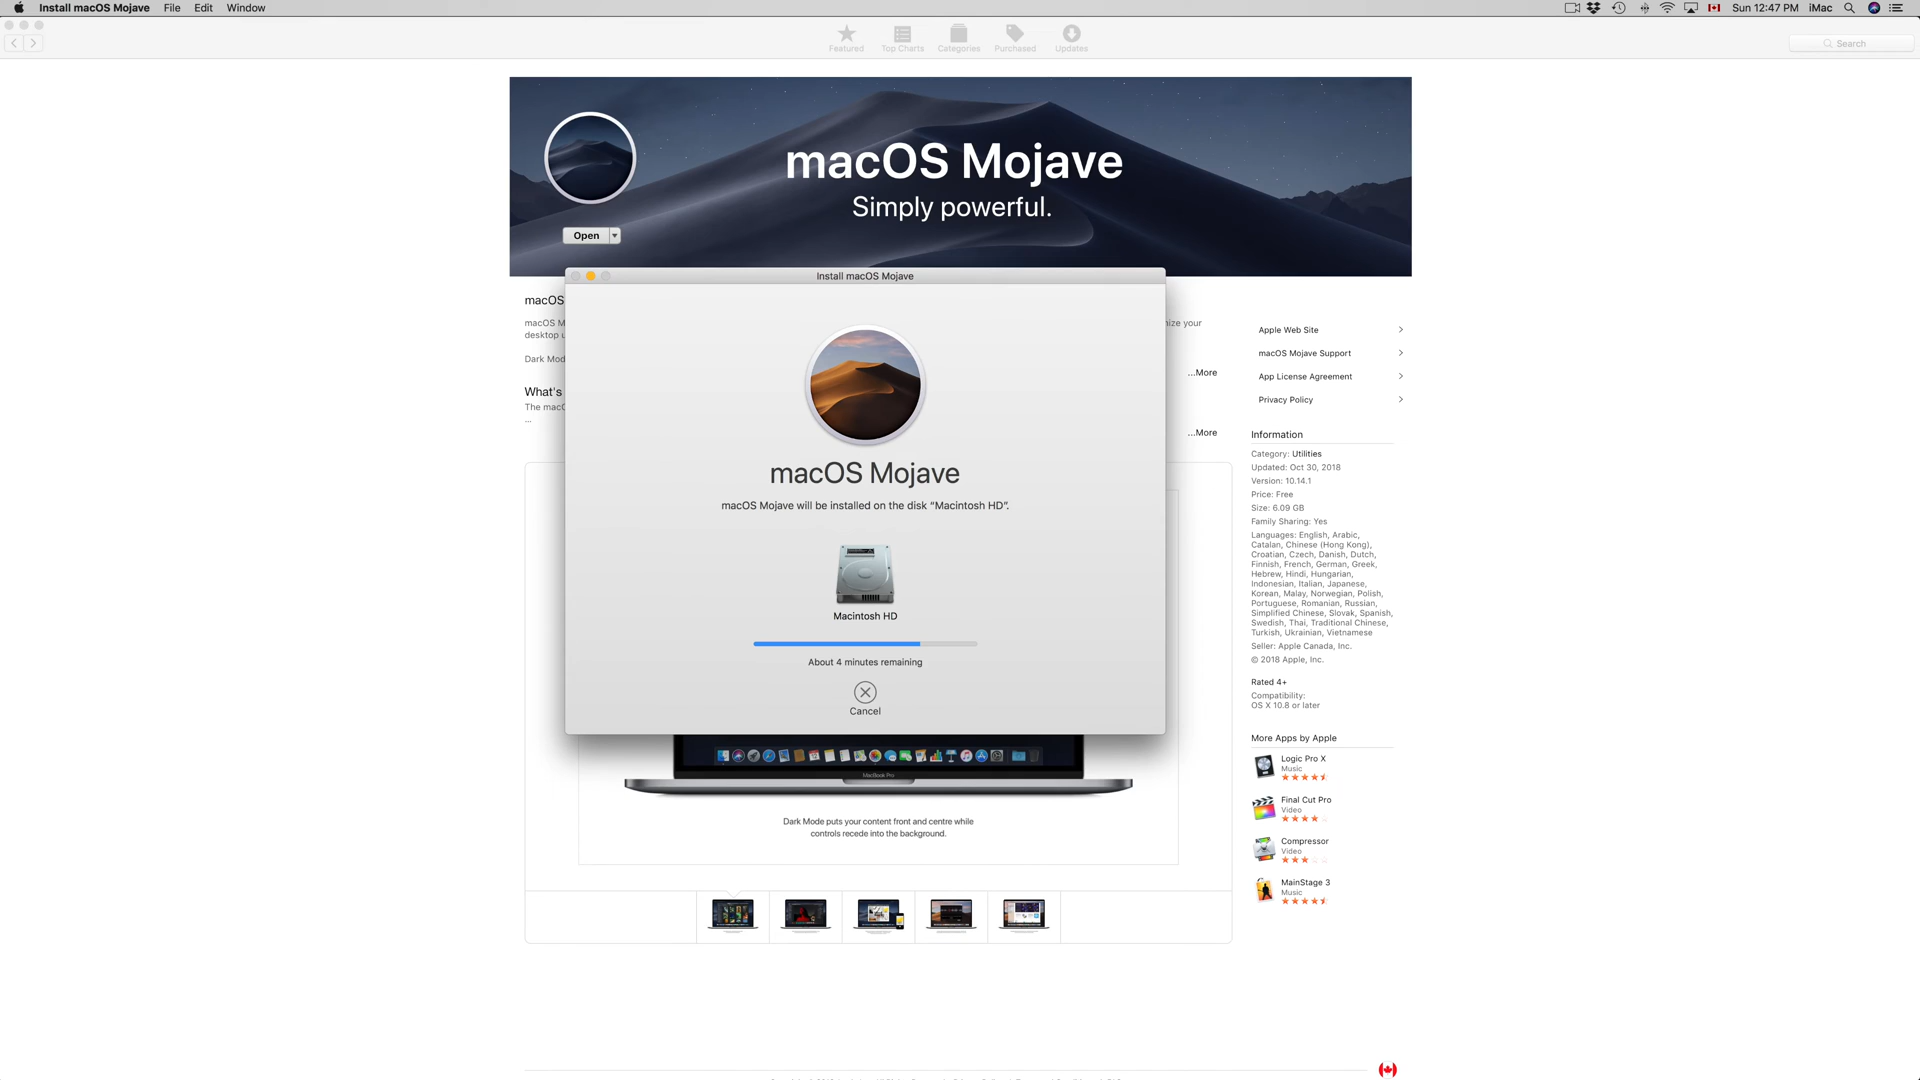 Install macOS Mojave File Edit Window Sun 12:47 PM iMac
Featured Top Charts Categories Purchased Updates
Search
macOS Mojave
Simply powerful.
Open
Install macOS Mojave
macOS
macOS M
ize your
desktop u
Dark Mod
...More
What's
The macO
...
...More
macOS Mojave
macOS Mojave will be installed on the disk “Macintosh HD”.
Macintosh HD
About 4 minutes remaining
Cancel
MacBook Pro
Dark Mode puts your content front and centre while
controls recede into the background.
Apple Web Site
macOS Mojave Support
App License Agreement
Privacy Policy
Information
Category: Utilities
Updated: Oct 30, 2018
Version: 10.14.1
Price: Free
Size: 6.09 GB
Family Sharing: Yes
Languages: English, Arabic,
Catalan, Chinese (Hong Kong),
Croatian, Czech, Danish, Dutch,
Finnish, French, German, Greek,
Hebrew, Hindi, Hungarian,
Indonesian, Italian, Japanese,
Korean, Malay, Norwegian, Polish,
Portuguese, Romanian, Russian,
Simplified Chinese, Slovak, Spanish,
Swedish, Thai, Traditional Chinese,
Turkish, Ukrainian, Vietnamese
Seller: Apple Canada, Inc.
© 2018 Apple, Inc.
Rated 4+
Compatibility:
OS X 10.8 or later
More Apps by Apple
Logic Pro X
Music
Final Cut Pro
Video
Compressor
Video
MainStage 3
Music